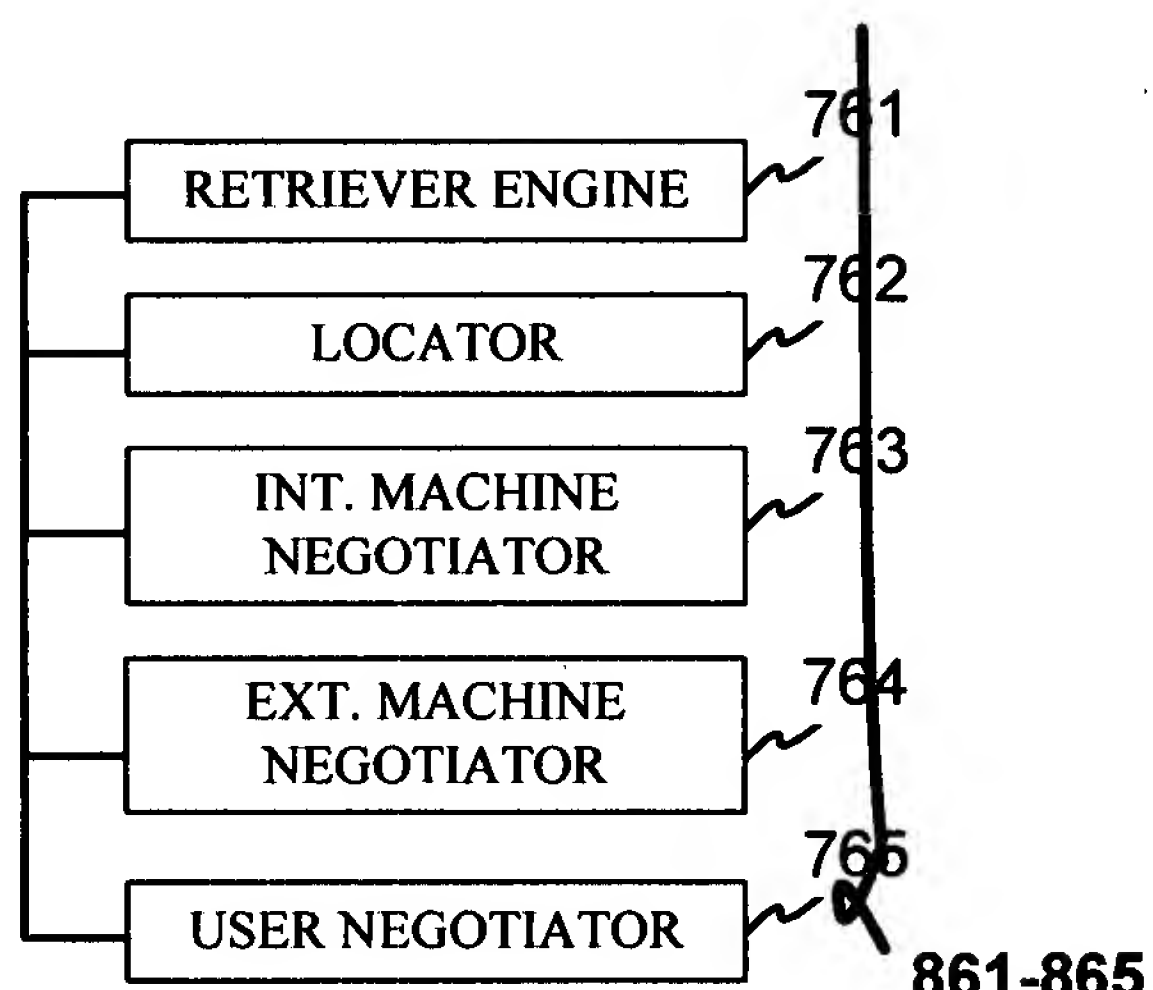 761
RETRIEVER ENGINE
762
LOCATOR
763
INT. MACHINE
NEGOTIATOR
764
EXT. MACHINE
NEGOTIATOR
765
USER NEGOTIATOR
861-865